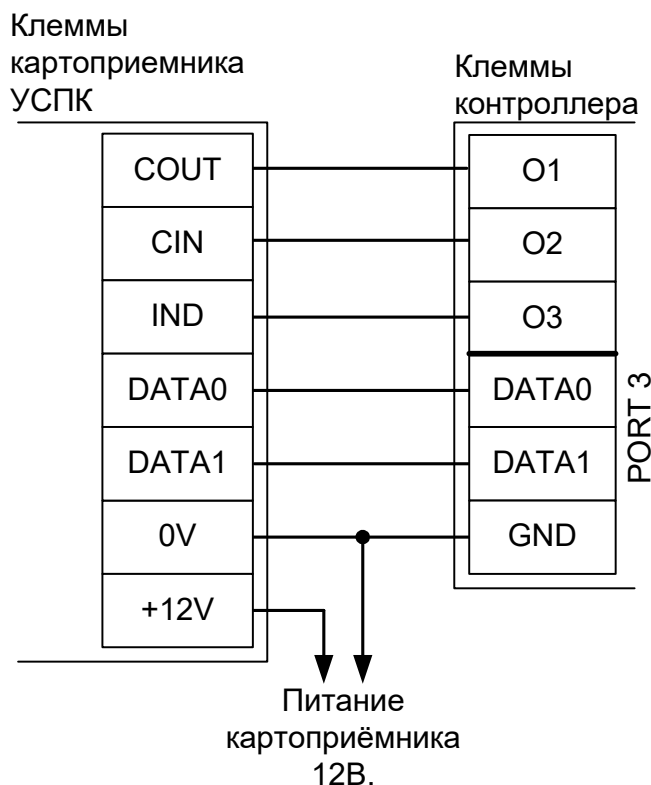 Клеммы
картоприемника
УСПК
Клеммы
контроллера
COUT
CIN
IND
DATA0
DATA1
0V
+12V
O1
O2
O3
DATA0
DATA1
GND
PORT 3
Питание
картоприёмника
12В.